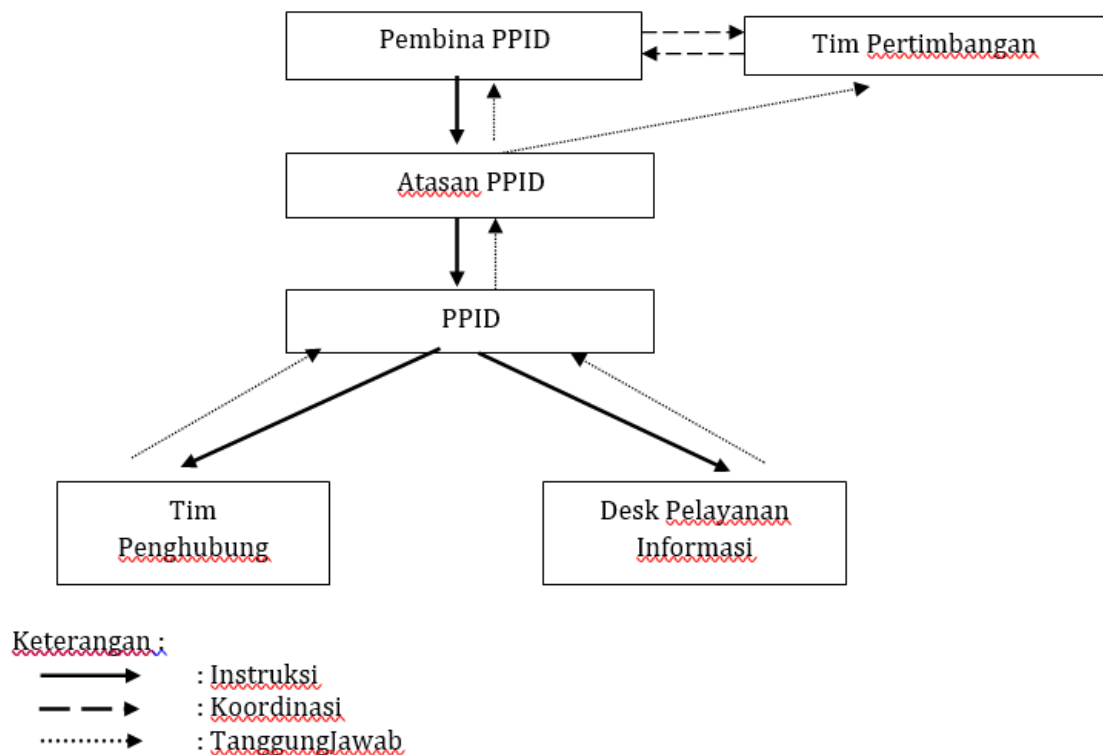 Pembina PPID
Tim Pertimbangan
Atasan PPID
PPID
Tim
Penghubung
Desk Pelayanan
Informasi
Keterangan :
: Instruksi
: Koordinasi
: TanggungJawab